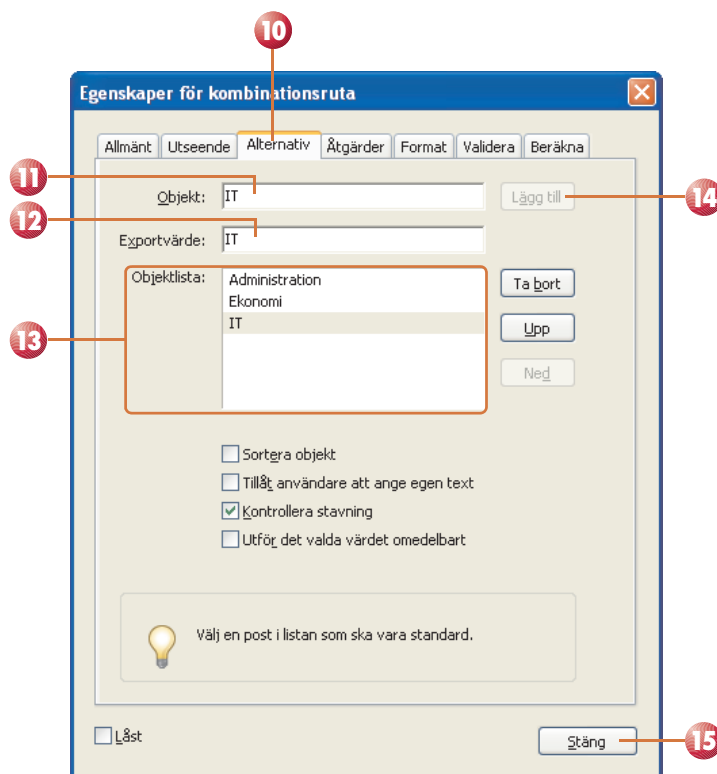 10
Egenskaper för kombinationsruta
Allmänt Utseende Alternativ Åtgärder Format Validera Beräkna
11
Objekt: IT Lägg till
14
12
Exportvärde: IT
Objektlista:
Administration
Ekonomi
IT
13
Ta bort
Upp
Ned
Sortera objekt
Tillåt användare att ange egen text
Kontrollera stavning
Utför det valda värdet omedelbart
Välj en post i listan som ska vara standard.
Låst
Stäng
15